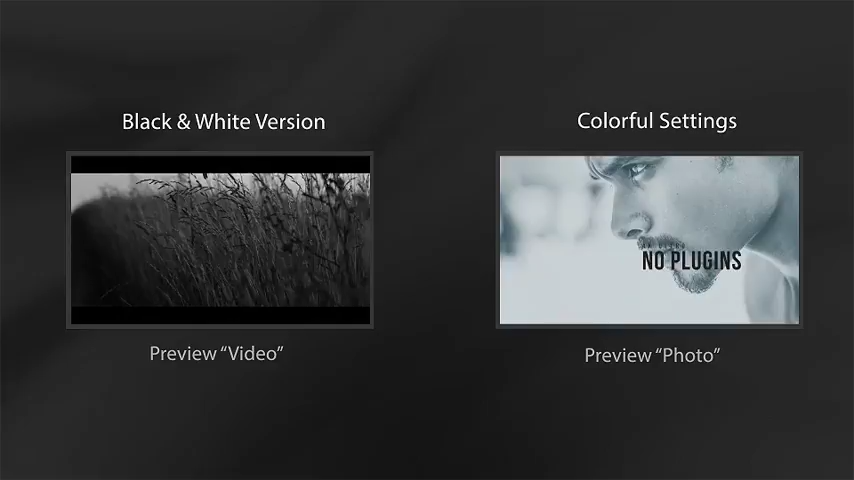 Black & White Version
Colorful Settings
NO PLUGINS
Preview “Video”
Preview “Photo”